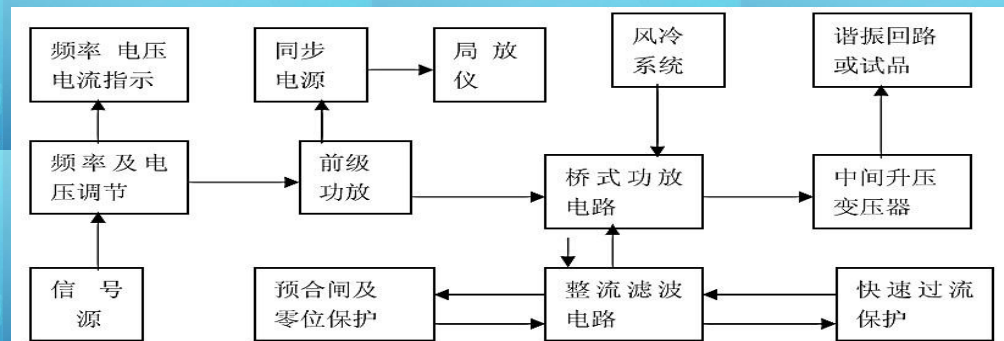 频率 电压
电流指示
同步
电源
局 放
仪
风冷
系统
谐振回路
或试品
频率及电
压调节
前级
功放
桥式功放
电路
中间升压
变压器
信 号
源
预合闸及
零位保护
整流滤波
电路
快速过流
保护